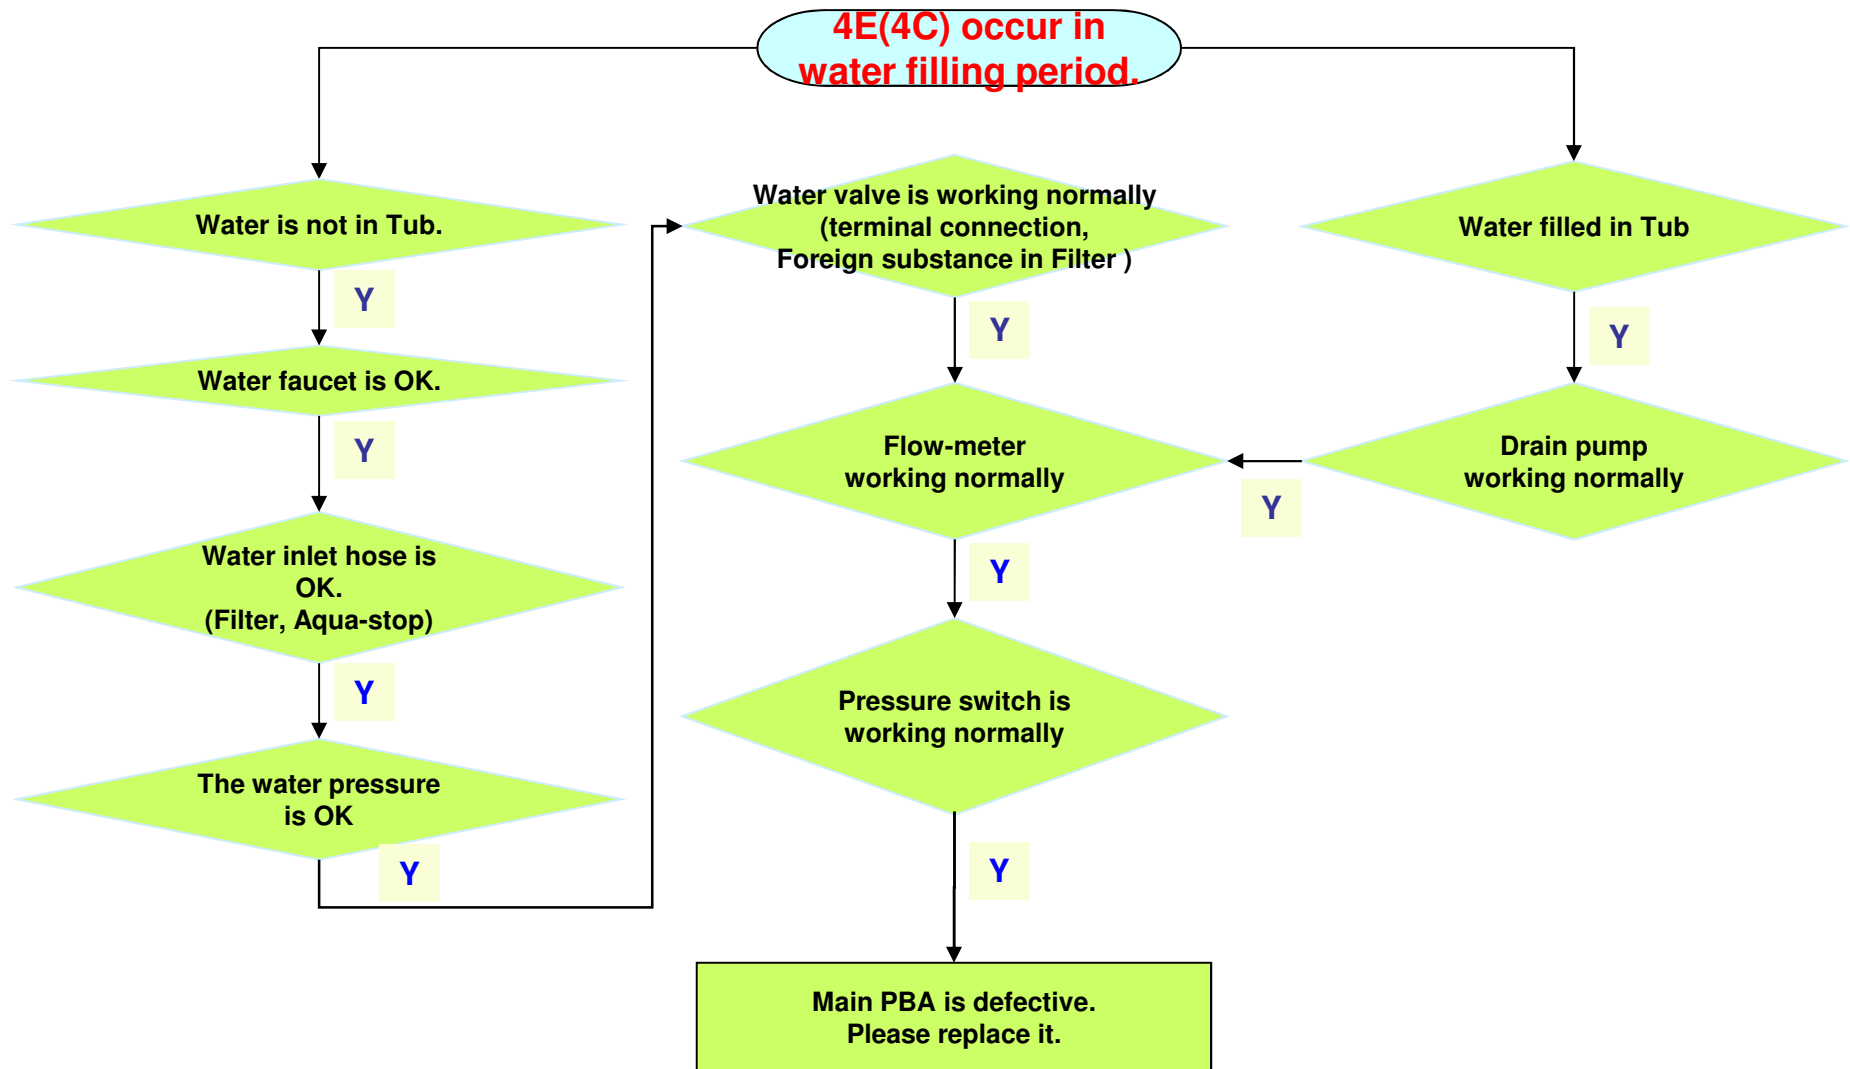 4E(4C) occur in
water filling period.
Water is not in Tub.
Y
Water faucet is OK.
Y
Water inlet hose is
OK.
(Filter, Aqua-stop)
Y
The water pressure
is OK
Y
Water valve is working normally
(terminal connection,
Foreign substance in Filter )
Y
Flow-meter
working normally
Y
Pressure switch is
working normally
Y
Main PBA is defective.
Please replace it.
Water filled in Tub
Y
Drain pump
working normally
Y